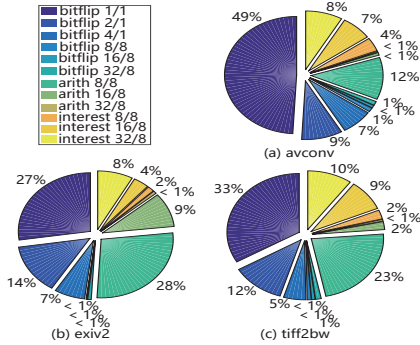 bitflip 1/1
bitflip 2/1
bitflip 4/1
bitflip 8/8
bitflip 16/8
bitflip 32/8
arith 8/8
arith 16/8
arith 32/8
interest 8/8
interest 16/8
interest 32/8
49%
8%
7%
4%
< 1%
< 1%
12%
1%
1%
1%
7%
9%
(a) avconv
27%
8%
4%
2%
< 1%
9%
28%
< 1%
< 1%
< 1%
7%
14%
(b) exiv2
33%
10%
9%
2%
< 1%
2%
23%
1%
< 1%
< 1%
5%
12%
(c) tiff2bw